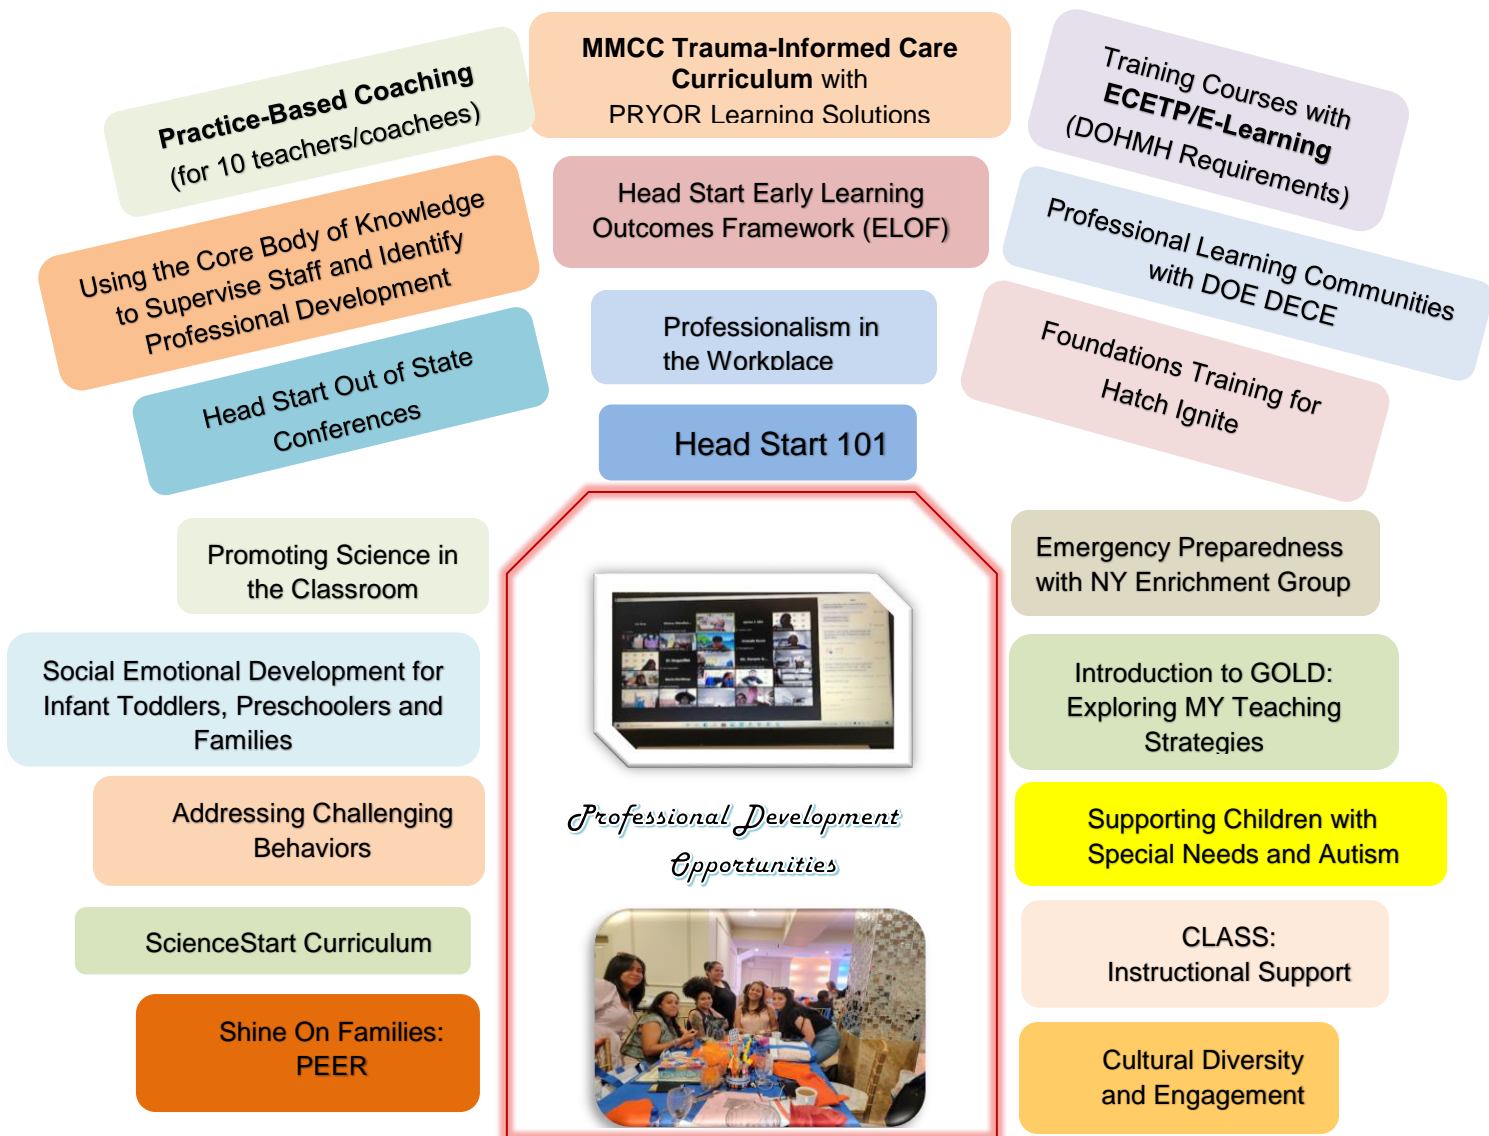 Practice-Based Coaching
(for 10 teachers/coachees)
MMCC Trauma-Informed Care
Curriculum with
PRYOR Learning Solutions
Training Courses with
ECETP/E-Learning
(DOHMH Requirements)
Using the Core Body of Knowledge
to Supervise Staff and Identify
Professional Development
Head Start Early Learning
Outcomes Framework (ELOF)
Professional Learning Communities
with DOE DECE
Head Start Out of State
Conferences
Professionalism in
the Workplace
Foundations Training for
Hatch Ignite
Head Start 101
Promoting Science in
the Classroom
Emergency Preparedness
with NY Enrichment Group
Social Emotional Development for
Infant Toddlers, Preschoolers and
Families
Introduction to GOLD:
Exploring MY Teaching
Strategies
Addressing Challenging
Behaviors
Professional Development
Opportunities
Supporting Children with
Special Needs and Autism
ScienceStart Curriculum
CLASS:
Instructional Support
Shine On Families:
PEER
Cultural Diversity
and Engagement